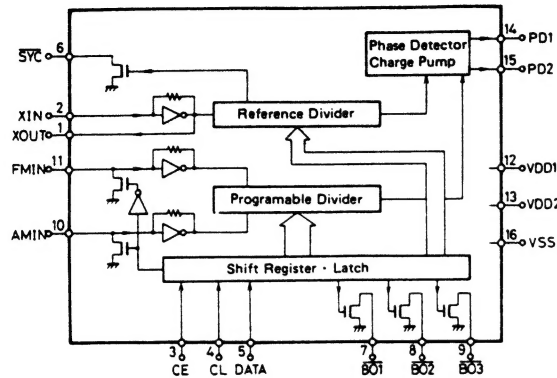 14 PD1
6 Phase Detector
SYC Charge Pump 15 PD2
XIN 2 Reference Divider
XOUT 1
FMIN 11 12 VDD1
Programable Divider 13 VDD2
AMIN 10 16 VSS
Shift Register · Latch
3 4 5 7 8 9
CE CL DATA BO1 BO2 BO3